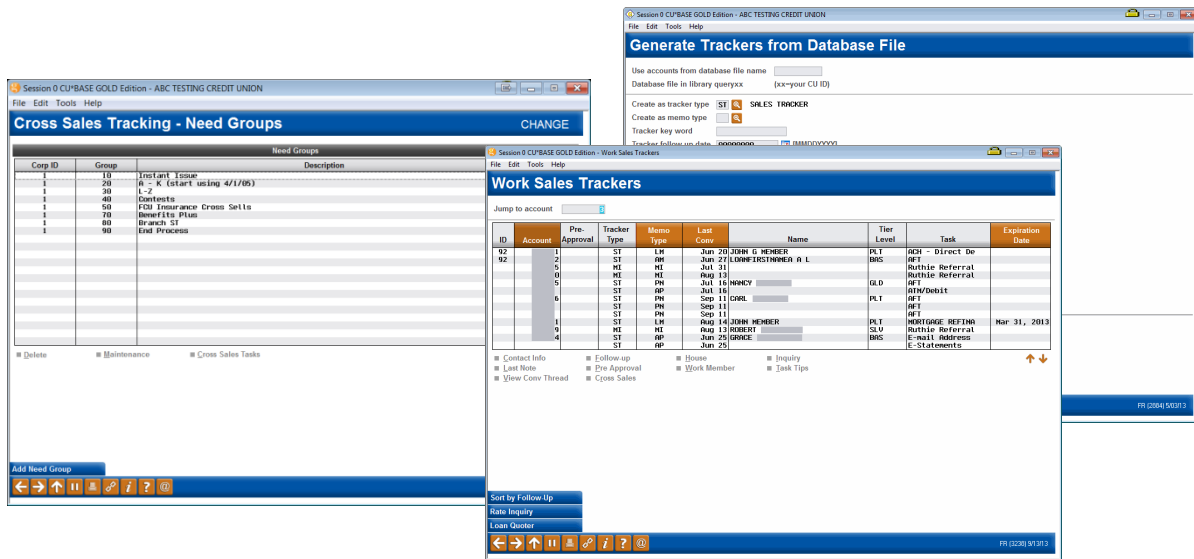 Session 0 CU*BASE GOLD Edition - ABC TESTING CREDIT UNION
File Edit Tools Help
Generate Trackers from Database File
Use accounts from database file name
Database file in library queryxx (xx=your CU ID)
Create as tracker type ST SALES TRACKER
Create as memo type
Tracker key word
Tracker follow up date 00000000 [MMDDYYYY]
FR (2664) 5/03/13
Session 0 CU*BASE GOLD Edition - ABC TESTING CREDIT UNION
File Edit Tools Help
Cross Sales Tracking - Need Groups CHANGE
Need Groups
Corp ID Group Description
1 10 Instant Issue
1 20 A - K (start using 4/1/05)
1 30 L-Z
1 40 Contests
1 50 FCU Insurance Cross Sells
1 70 Benefits Plus
1 80 Branch ST
1 90 End Process
Delete Maintenance Cross Sales Tasks
Add Need Group
Session 0 CU*BASE GOLD Edition - Work Sales Trackers
File Edit Tools Help
Work Sales Trackers
Jump to account
ID Account Pre-Approval Tracker Type Memo Type Last Conv Name Tier Level Task Expiration Date
92 1 ST LM Jun 20 JOHN G MEMBER PLT ACH - Direct De
92 2 ST AM Jun 27 LOANFIRSTNAMEA A L BAS AFT
5 MI MI Jul 31 Ruthie Referral
0 MI MI Aug 13 Ruthie Referral
5 ST PN Jul 16 NANCY GLD AFT
ST AP Jul 16 ATM/Debit
6 ST PN Sep 11 CARL PLT AFT
ST PN Sep 11 AFT
ST PN Sep 11 AFT
1 ST LM Aug 14 JOHN MEMBER PLT MORTGAGE REFINA Mar 31, 2013
9 MI MI Aug 13 ROBERT SLV Ruthie Referral
4 ST AP Jun 25 GRACE BAS E-mail Address
ST AP Jun 25 E-Statements
Contact Info Follow-up House Inquiry
Last Note Pre Approval Work Member Task Tips
View Conv Thread Cross Sales
Sort by Follow-Up
Rate Inquiry
Loan Quoter
FR (3230) 9/13/13